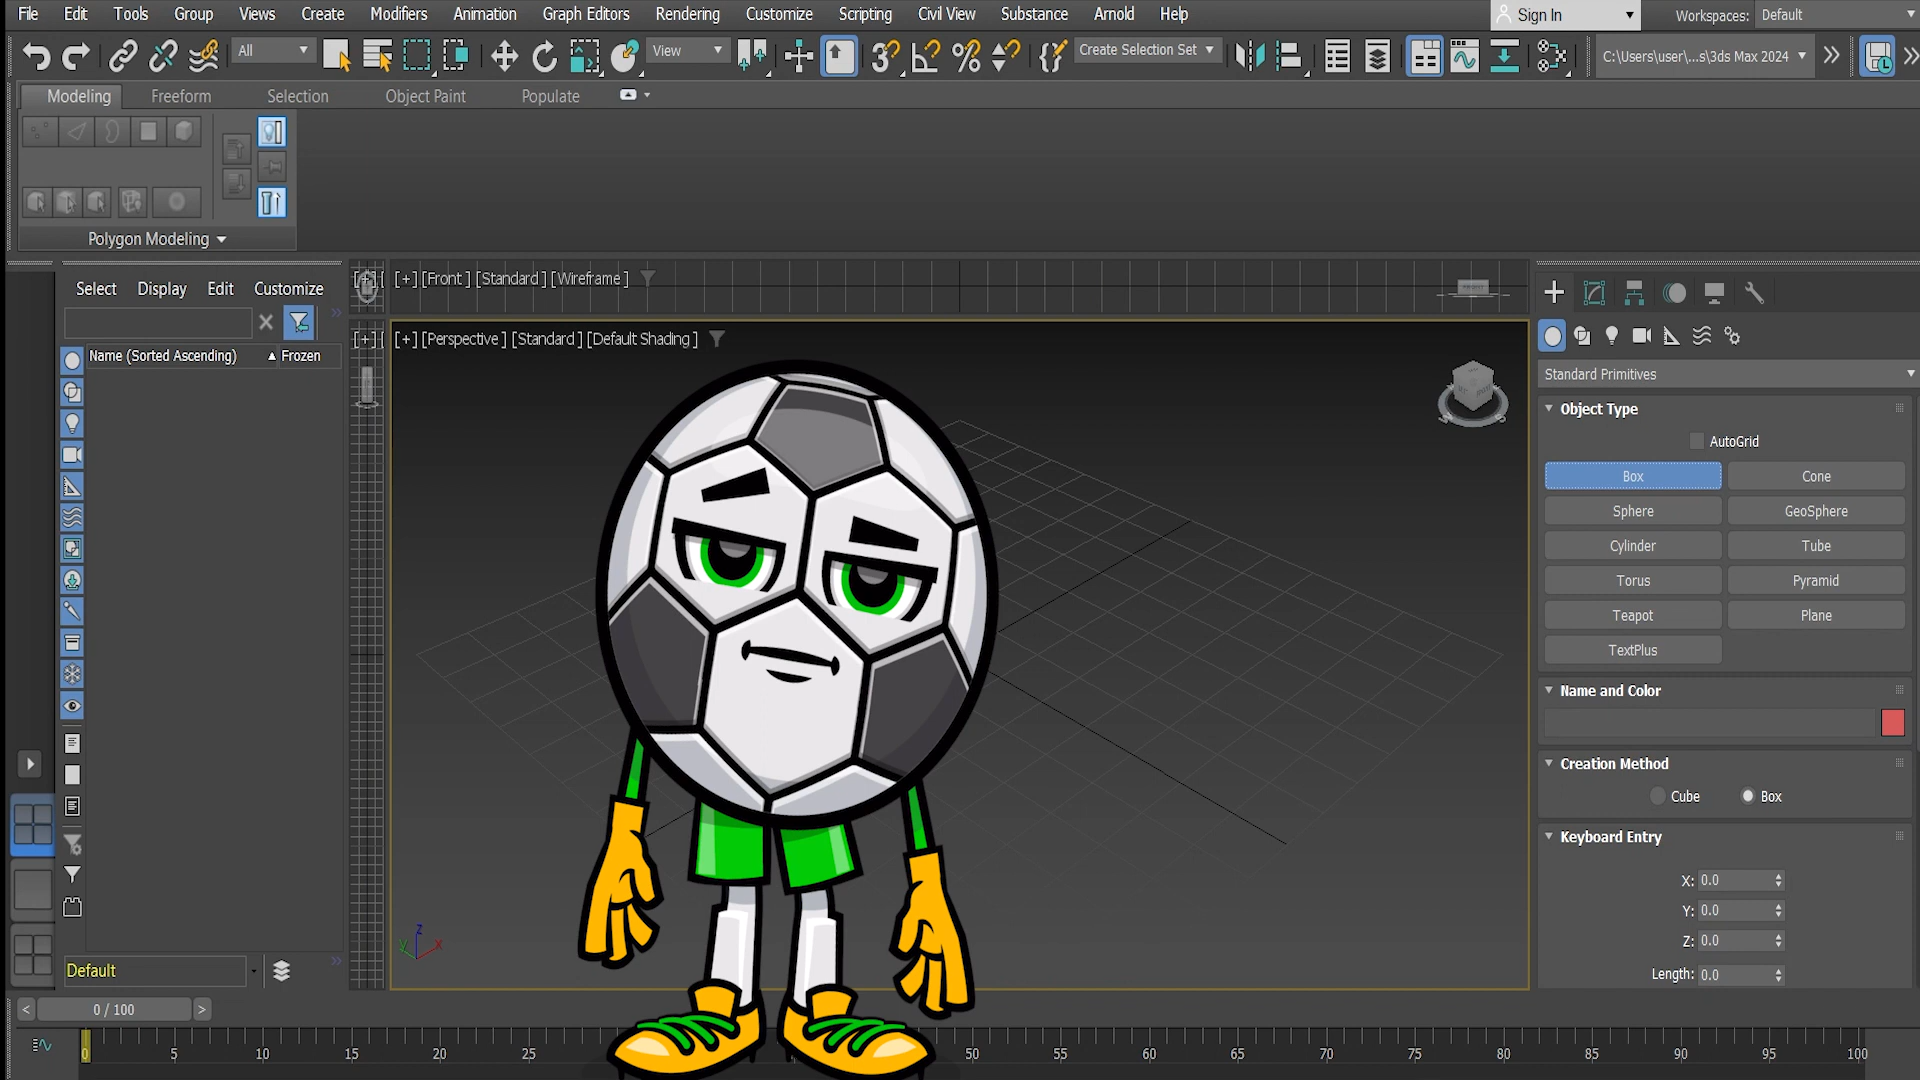 File Edit Tools Group Views Create Modifiers Animation Graph Editors Rendering Customize Scripting Civil View Substance Arnold Help Sign In Workspaces: Default
All View Create Selection Set C:\Users\user\...s\3ds Max 2024
Modeling Freeform Selection Object Paint Populate
Polygon Modeling
Select Display Edit Customize
[+] [ [+] [Front ] [Standard ] [Wireframe ]
Name (Sorted Ascending) Frozen
[+] [ [+] [Perspective ] [Standard ] [Default Shading ]
Standard Primitives
Object Type
AutoGrid
Box Cone
Sphere GeoSphere
Cylinder Tube
Torus Pyramid
Teapot Plane
TextPlus
Name and Color
Creation Method
Cube Box
Keyboard Entry
X: 0.0
Y: 0.0
Z: 0.0
Length: 0.0
z
y x
Default
< 0 / 100 >
0 5 10 15 20 25 50 55 60 65 70 75 80 85 90 95 100